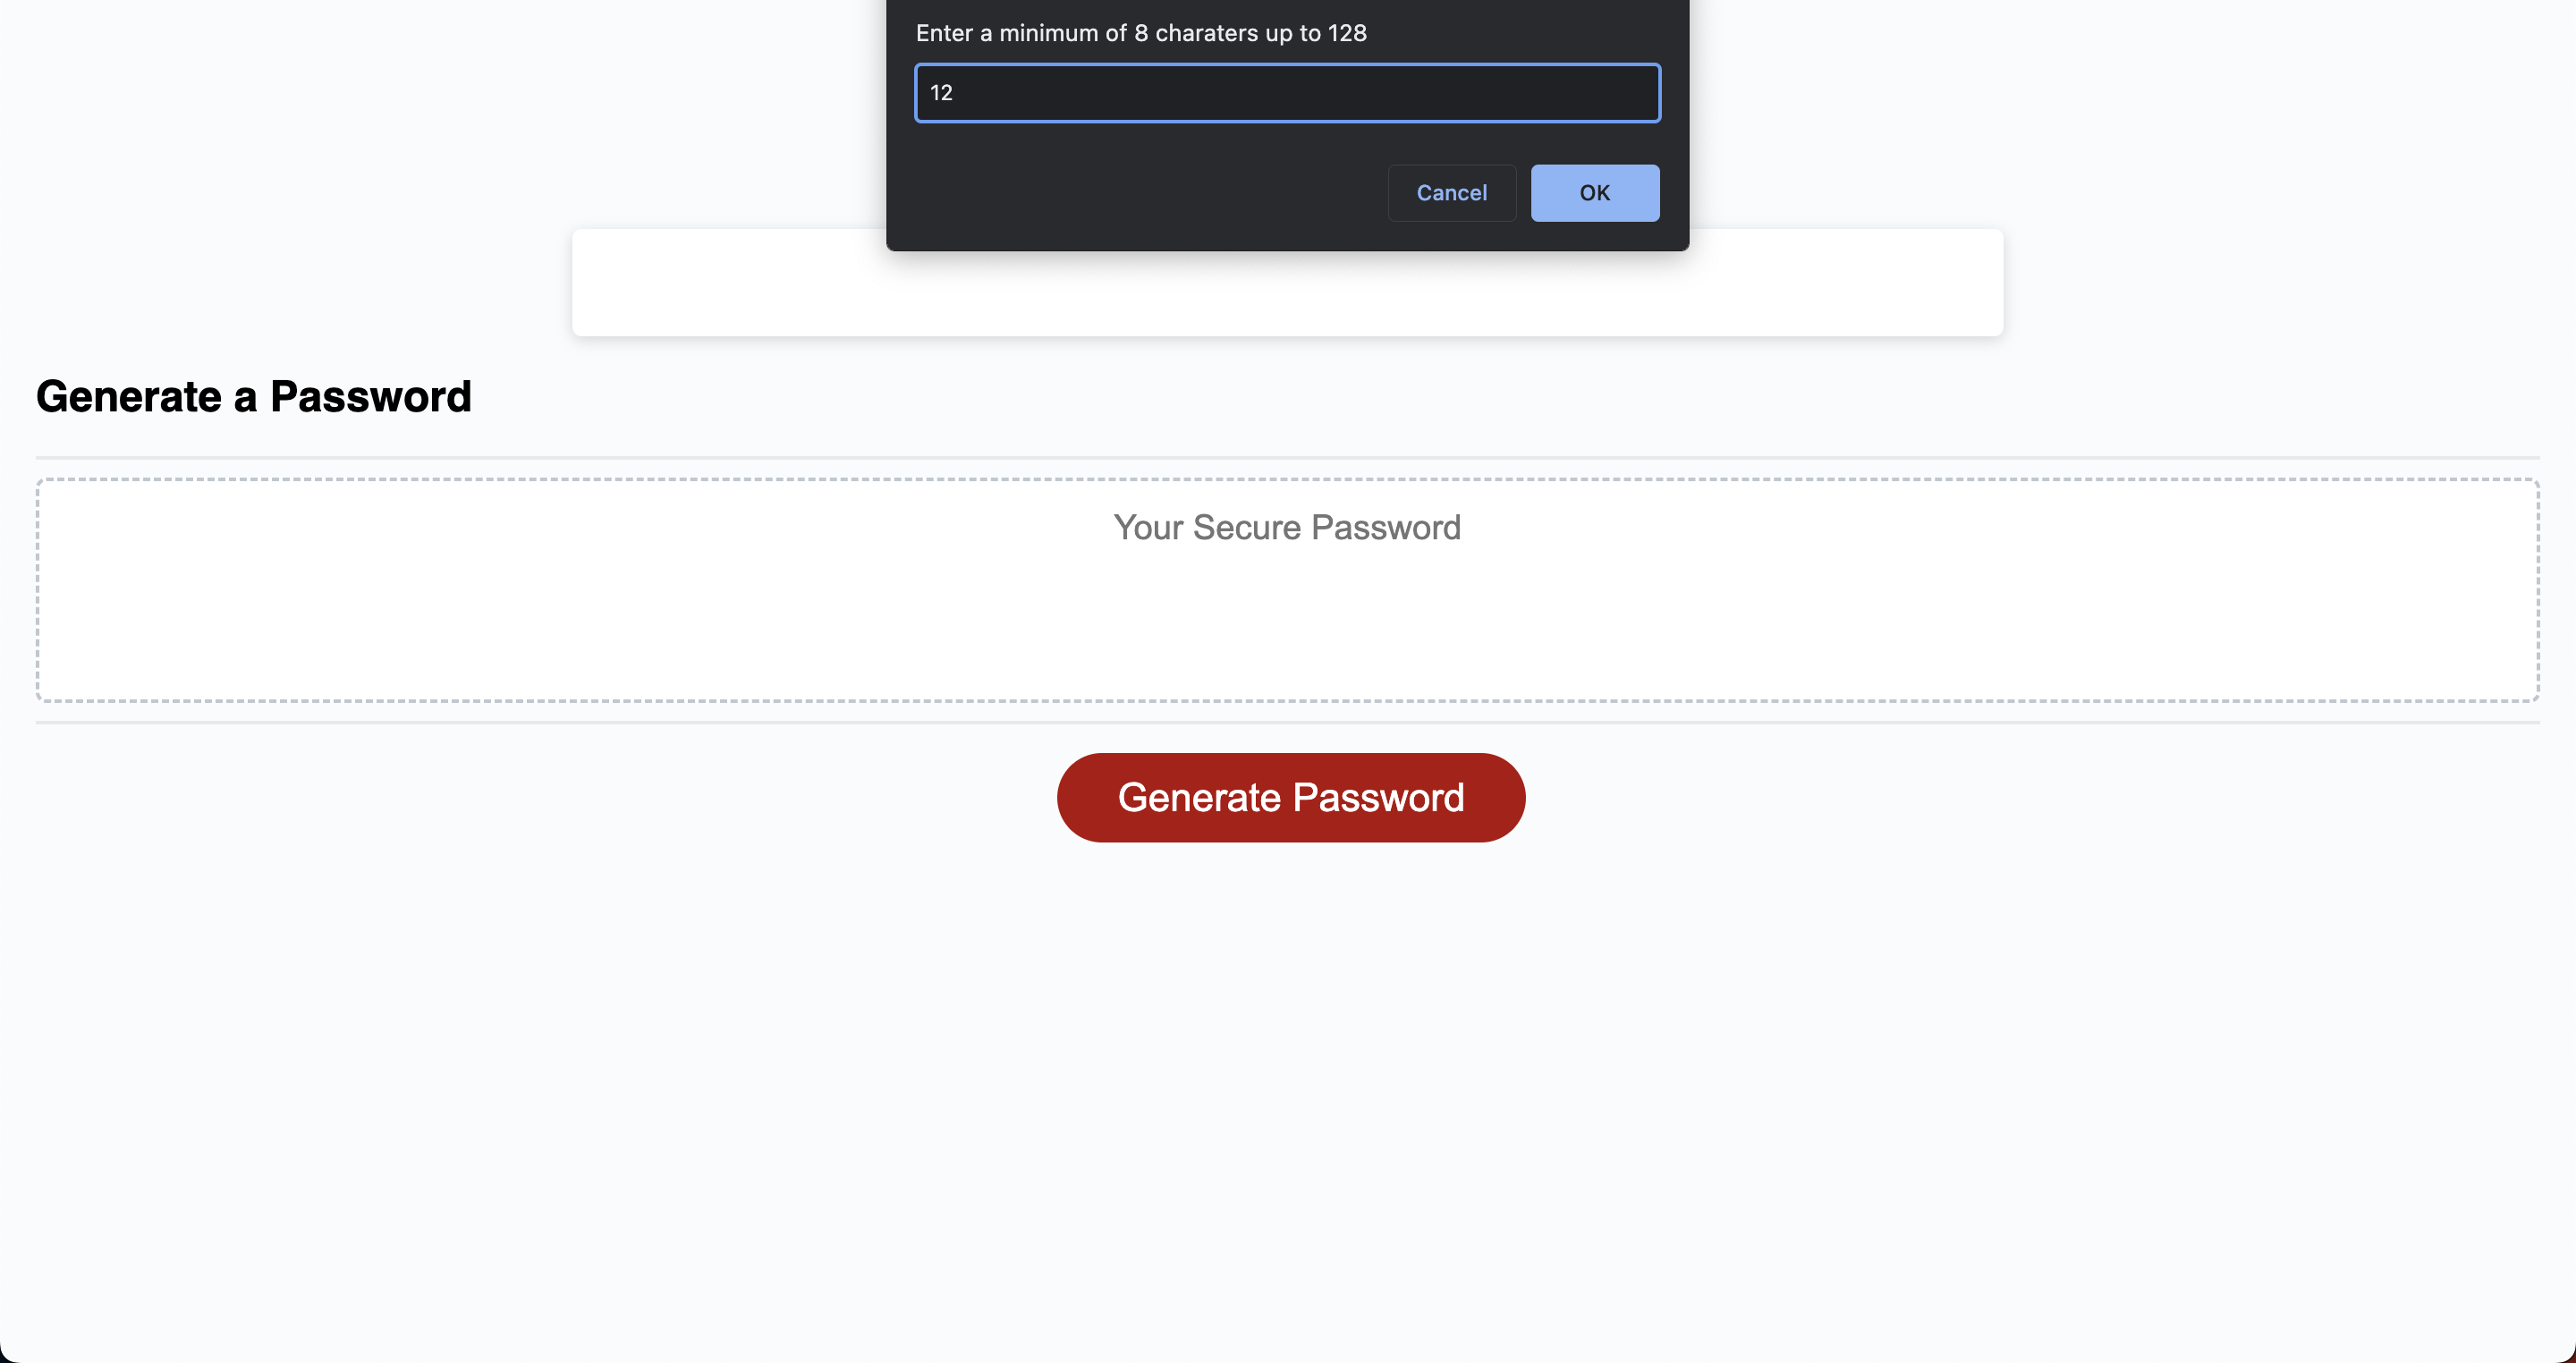 Enter a minimum of 8 charaters up to 128
12
Cancel
OK
Generate a Password
Your Secure Password
Generate Password